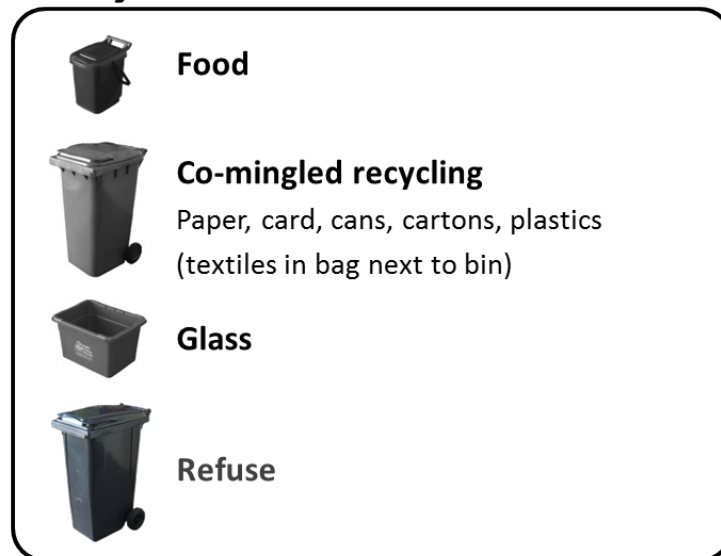 Food
Co-mingled recycling
Paper, card, cans, cartons, plastics
(textiles in bag next to bin)
Glass
Refuse